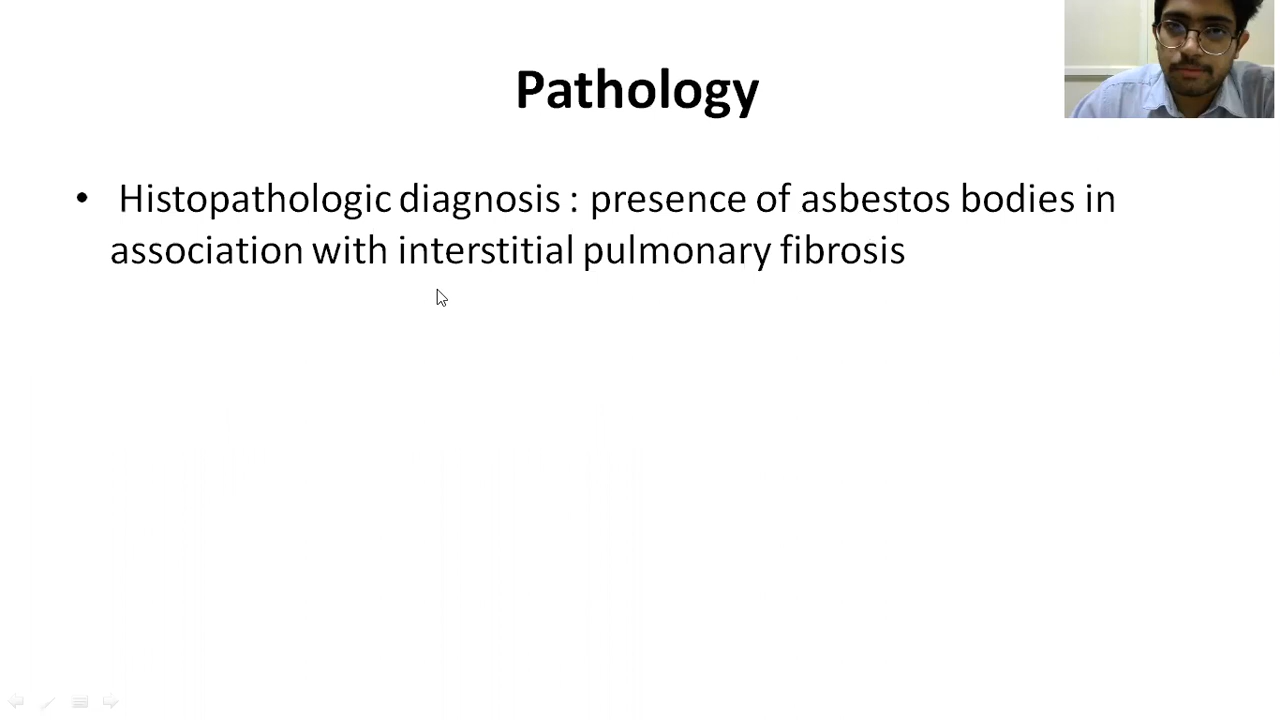 Pathology
• Histopathologic diagnosis : presence of asbestos bodies in
association with interstitial pulmonary fibrosis